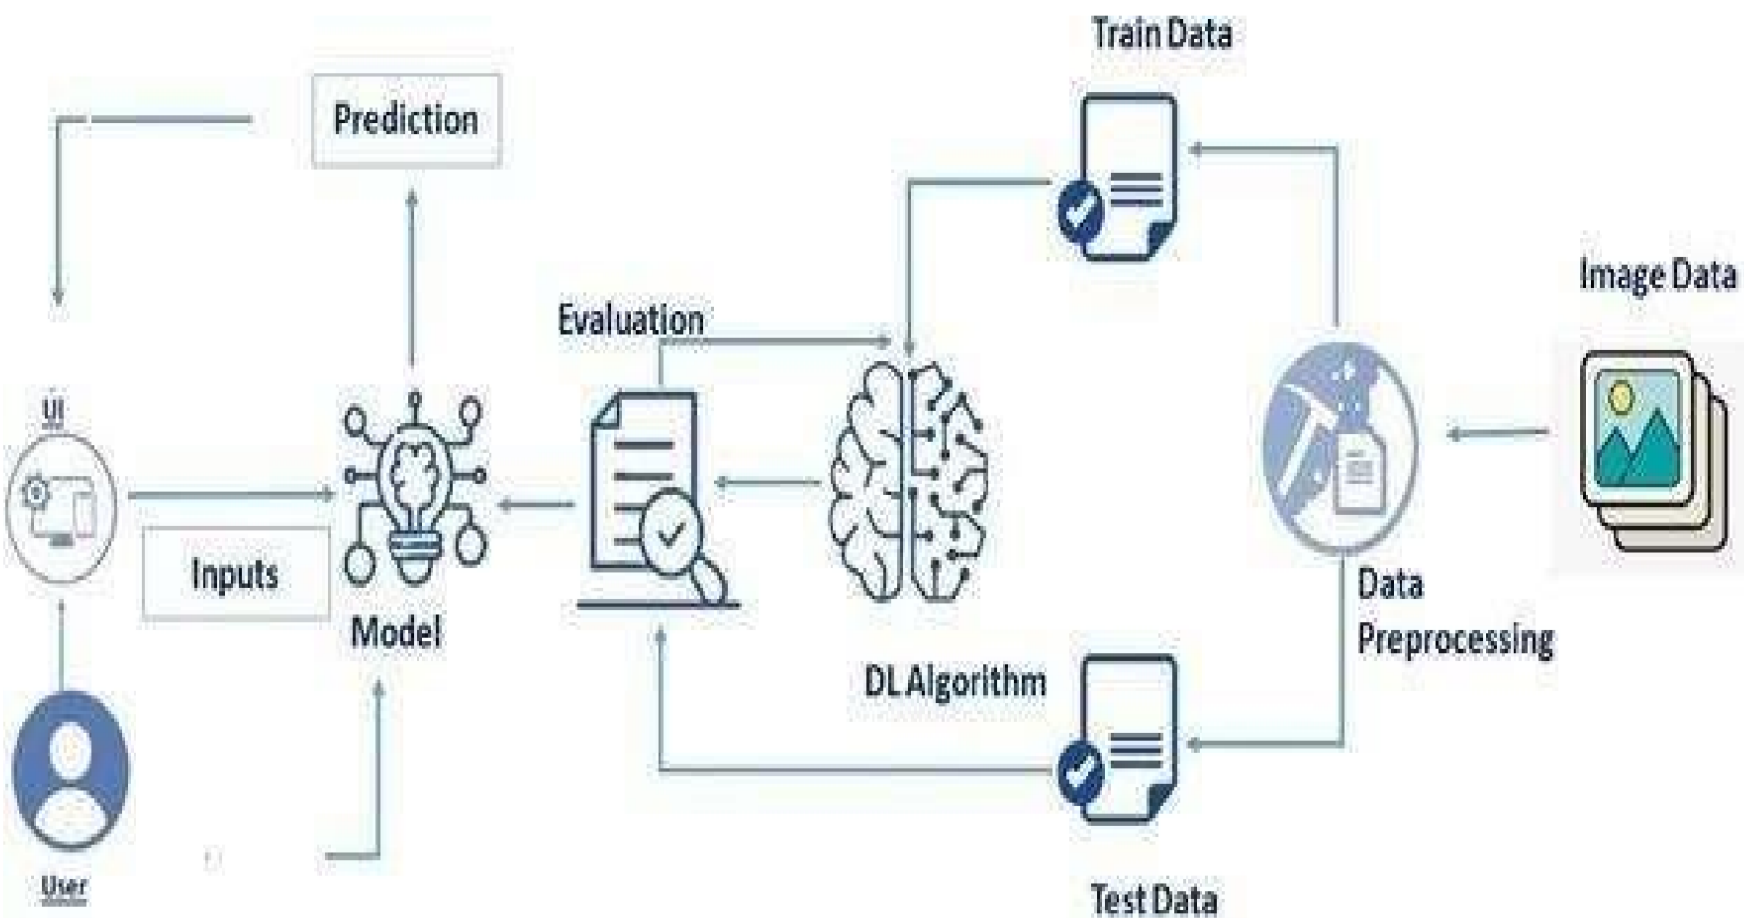 Train Data
Prediction
Image Data
Evaluation
UI
Inputs
Data
Preprocessing
Model
DL Algorithm
User
Test Data